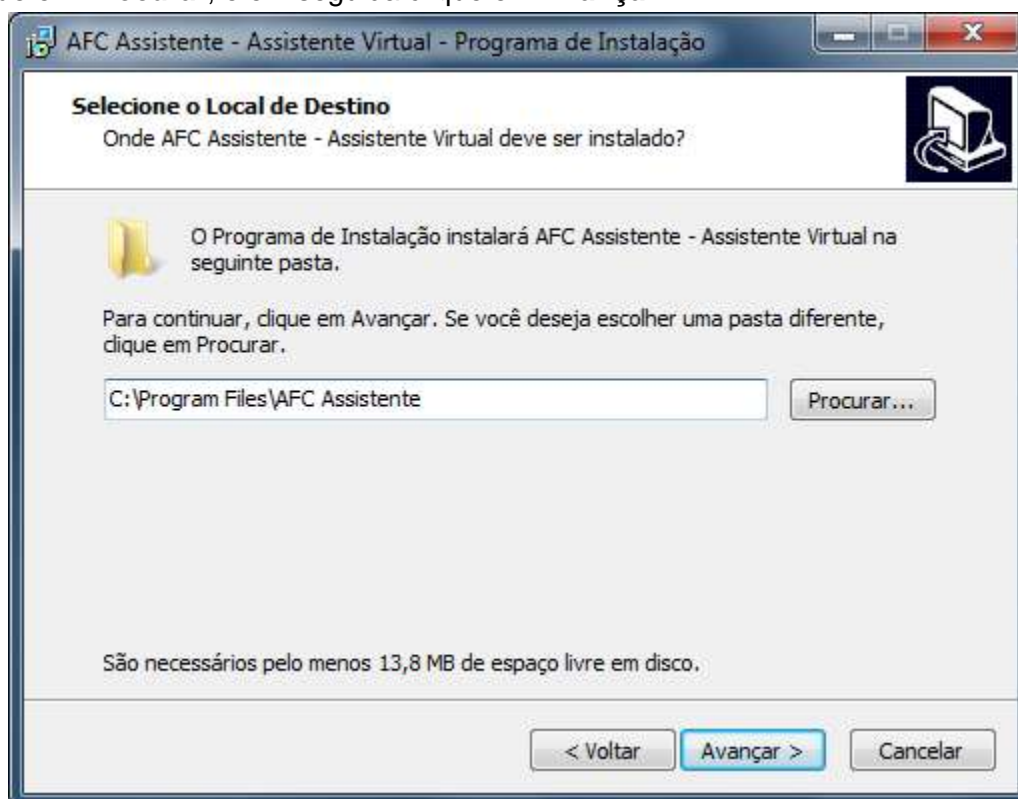 AFC Assistente - Assistente Virtual - Programa de Instalação
Selecione o Local de Destino
Onde AFC Assistente - Assistente Virtual deve ser instalado?
O Programa de Instalação instalará AFC Assistente - Assistente Virtual na
seguinte pasta.
Para continuar, clique em Avançar. Se você deseja escolher uma pasta diferente,
clique em Procurar.
C:\Program Files\AFC Assistente
Procurar...
São necessários pelo menos 13,8 MB de espaço livre em disco.
< Voltar
Avançar >
Cancelar